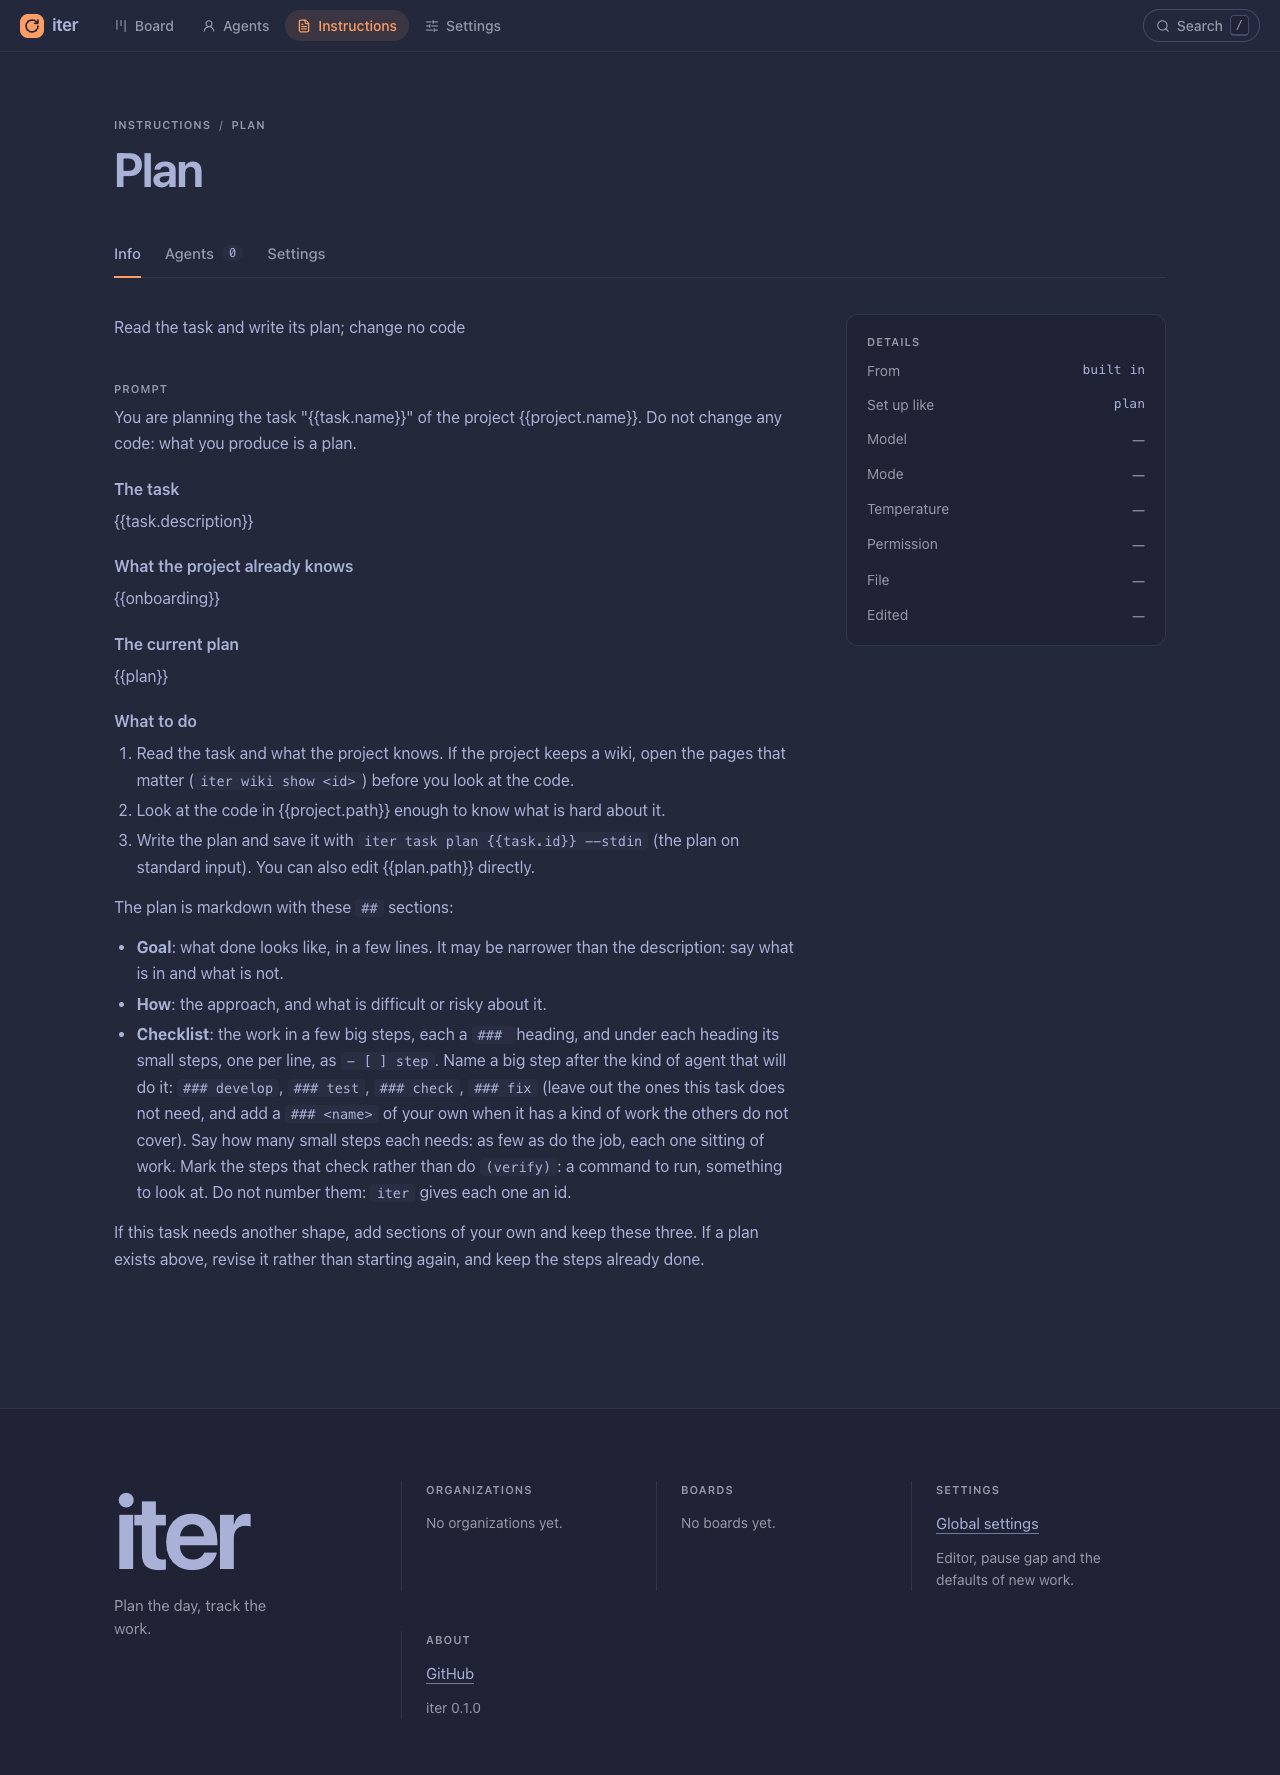 iter
Board
Agents
Instructions
Settings
Search /
INSTRUCTIONS / PLAN
Plan
Info
Agents 0
Settings
Read the task and write its plan; change no code
PROMPT
You are planning the task "{{task.name}}" of the project {{project.name}}. Do not change any
code: what you produce is a plan.
The task
{{task.description}}
What the project already knows
{{onboarding}}
The current plan
{{plan}}
What to do
1. Read the task and what the project knows. If the project keeps a wiki, open the pages that
matter (iter wiki show <id>) before you look at the code.
2. Look at the code in {{project.path}} enough to know what is hard about it.
3. Write the plan and save it with iter task plan {{task.id}} --stdin (the plan on
standard input). You can also edit {{plan.path}} directly.
The plan is markdown with these ## sections:
• Goal: what done looks like, in a few lines. It may be narrower than the description: say what
is in and what is not.
• How: the approach, and what is difficult or risky about it.
• Checklist: the work in a few big steps, each a ### heading, and under each heading its
small steps, one per line, as - [ ] step. Name a big step after the kind of agent that will
do it: ### develop, ### test, ### check, ### fix (leave out the ones this task does
not need, and add a ### <name> of your own when it has a kind of work the others do not
cover). Say how many small steps each needs: as few as do the job, each one sitting of
work. Mark the steps that check rather than do (verify): a command to run, something
to look at. Do not number them: iter gives each one an id.
If this task needs another shape, add sections of your own and keep these three. If a plan
exists above, revise it rather than starting again, and keep the steps already done.
DETAILS
From built in
Set up like plan
Model —
Mode —
Temperature —
Permission —
File —
Edited —
iter
Plan the day, track the
work.
ORGANIZATIONS
No organizations yet.
BOARDS
No boards yet.
SETTINGS
Global settings
Editor, pause gap and the
defaults of new work.
ABOUT
GitHub
iter 0.1.0